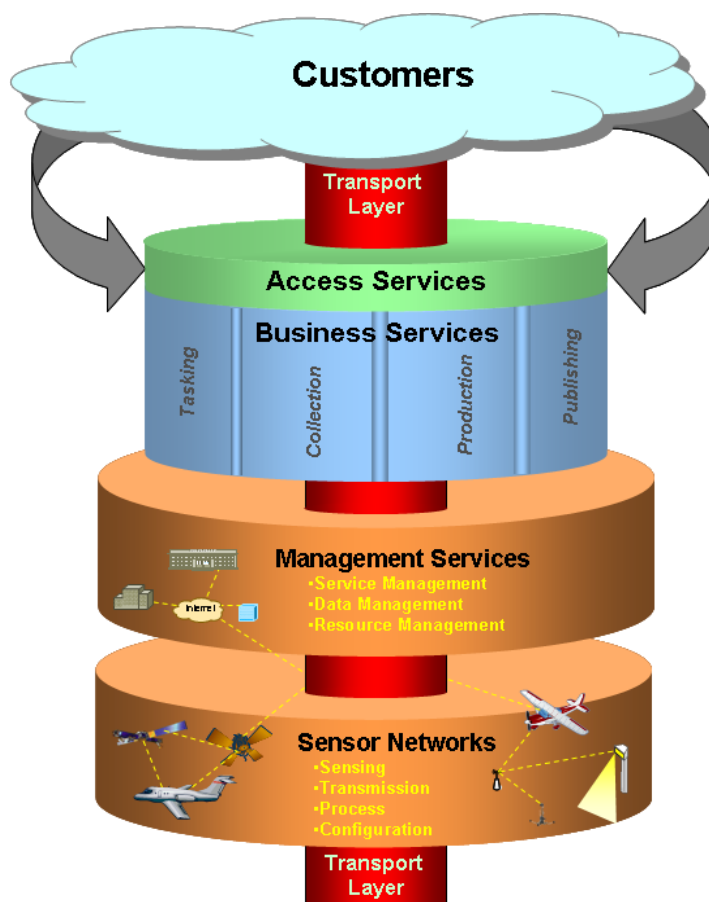 Customers
Transport
Layer
Access Services
Business Services
Tasking
Collection
Production
Publishing
Management Services
•Service Management
•Data Management
•Resource Management
Internet
Sensor Networks
•Sensing
•Transmission
•Process
•Configuration
Transport
Layer